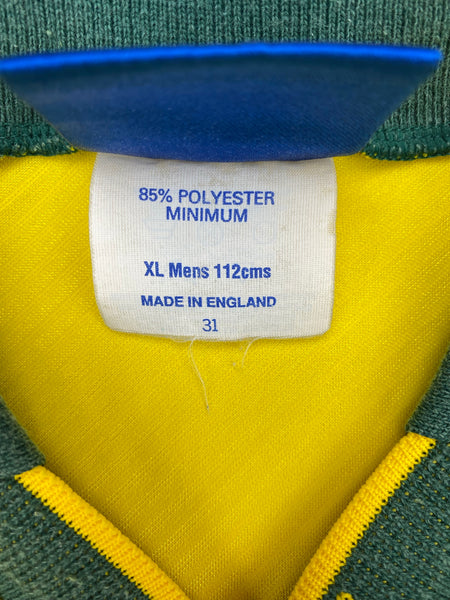 85% POLYESTER
MINIMUM
XL Mens 112cms
MADE IN ENGLAND
31